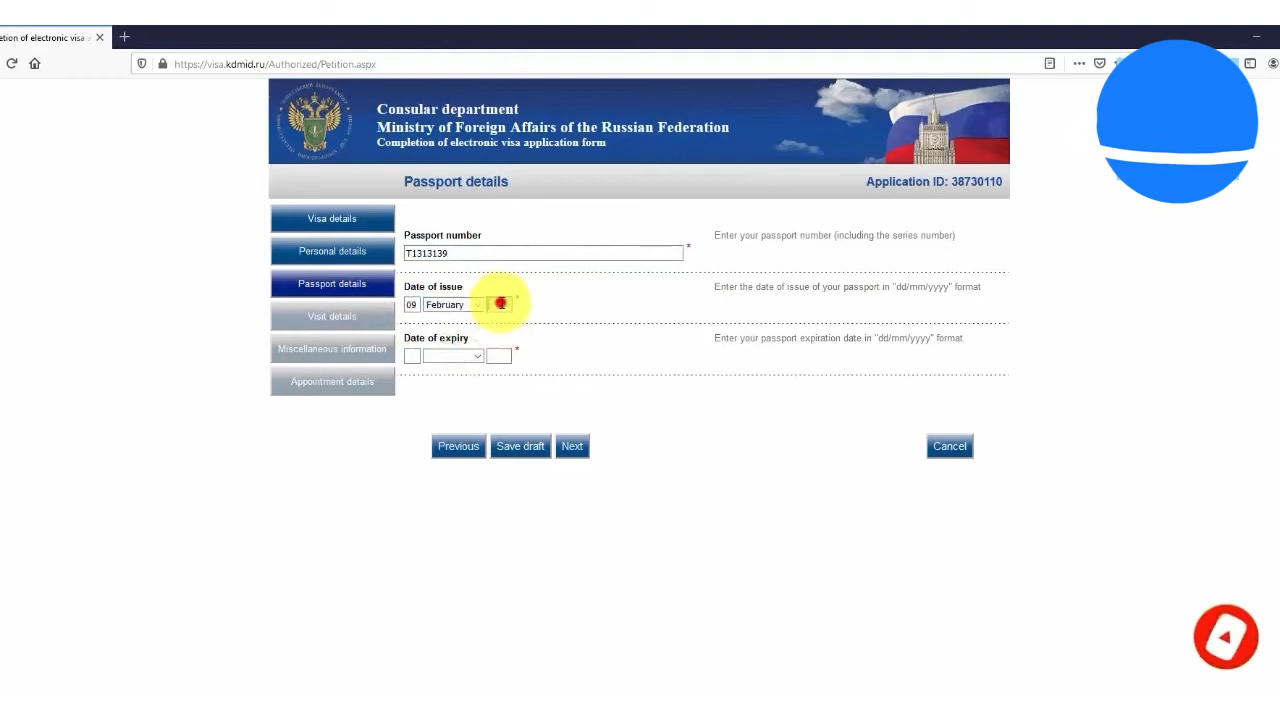 etion of electronic visa a
https://visa.kdmid.ru/Authorized/Petition.aspx
Consular department
Ministry of Foreign Affairs of the Russian Federation
Completion of electronic visa application form
Passport details
Application ID: 38730110
Visa details
Personal details
Passport details
Visit details
Miscellaneous information
Appointment details
Passport number
T1313139
*
Enter your passport number (including the series number)
Date of issue
09 February
*
Enter the date of issue of your passport in "dd/mm/yyyy" format
Date of expiry
*
Enter your passport expiration date in "dd/mm/yyyy" format
Previous
Save draft
Next
Cancel